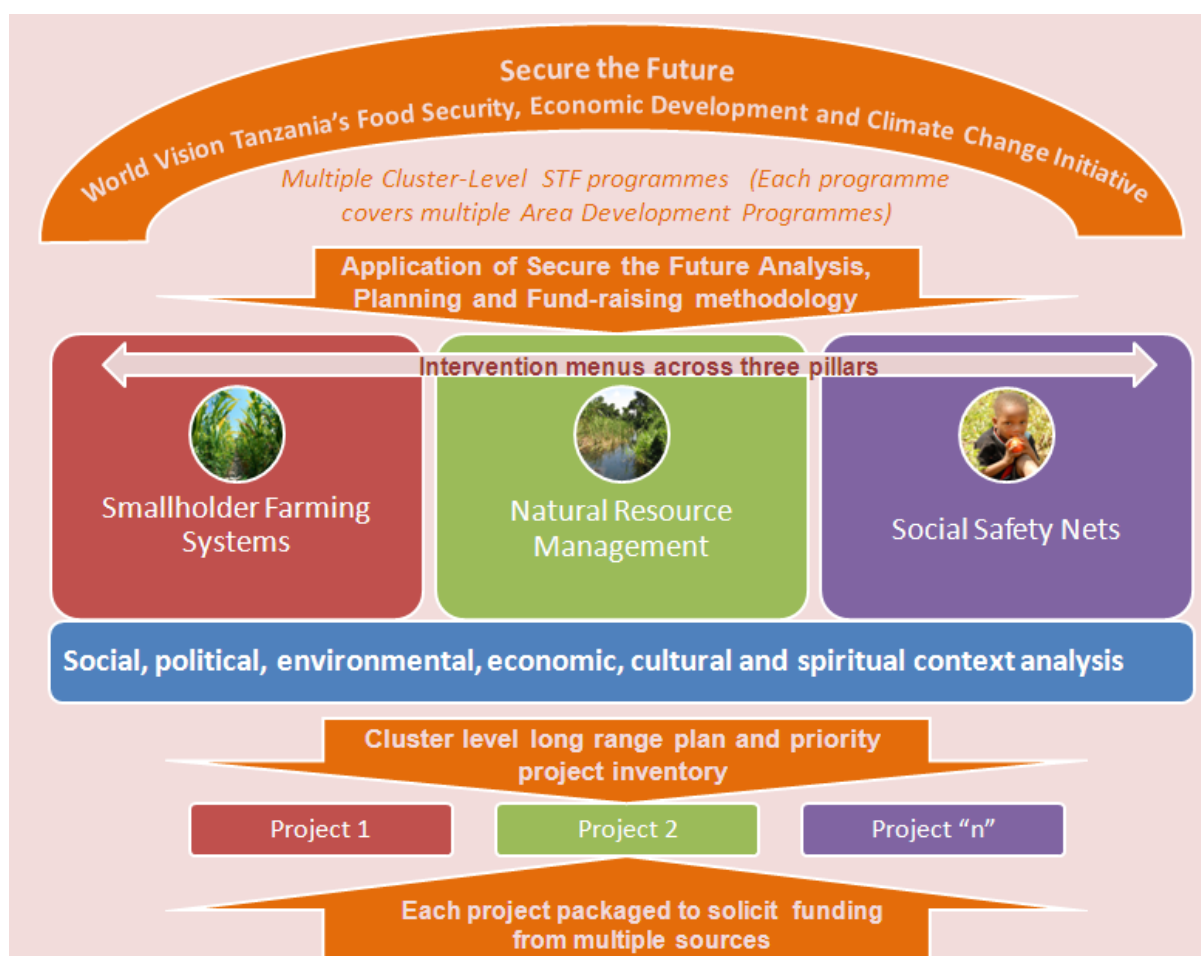 Secure the Future
World Vision Tanzania's Food Security, Economic Development and Climate Change Initiative
Multiple Cluster-Level STF programmes (Each programme
covers multiple Area Development Programmes)
Application of Secure the Future Analysis,
Planning and Fund-raising methodology
Intervention menus across three pillars
Smallholder Farming
Systems
Natural Resource
Management
Social Safety Nets
Social, political, environmental, economic, cultural and spiritual context analysis
Cluster level long range plan and priority
project inventory
Project 1
Project 2
Project “n”
Each project packaged to solicit funding
from multiple sources